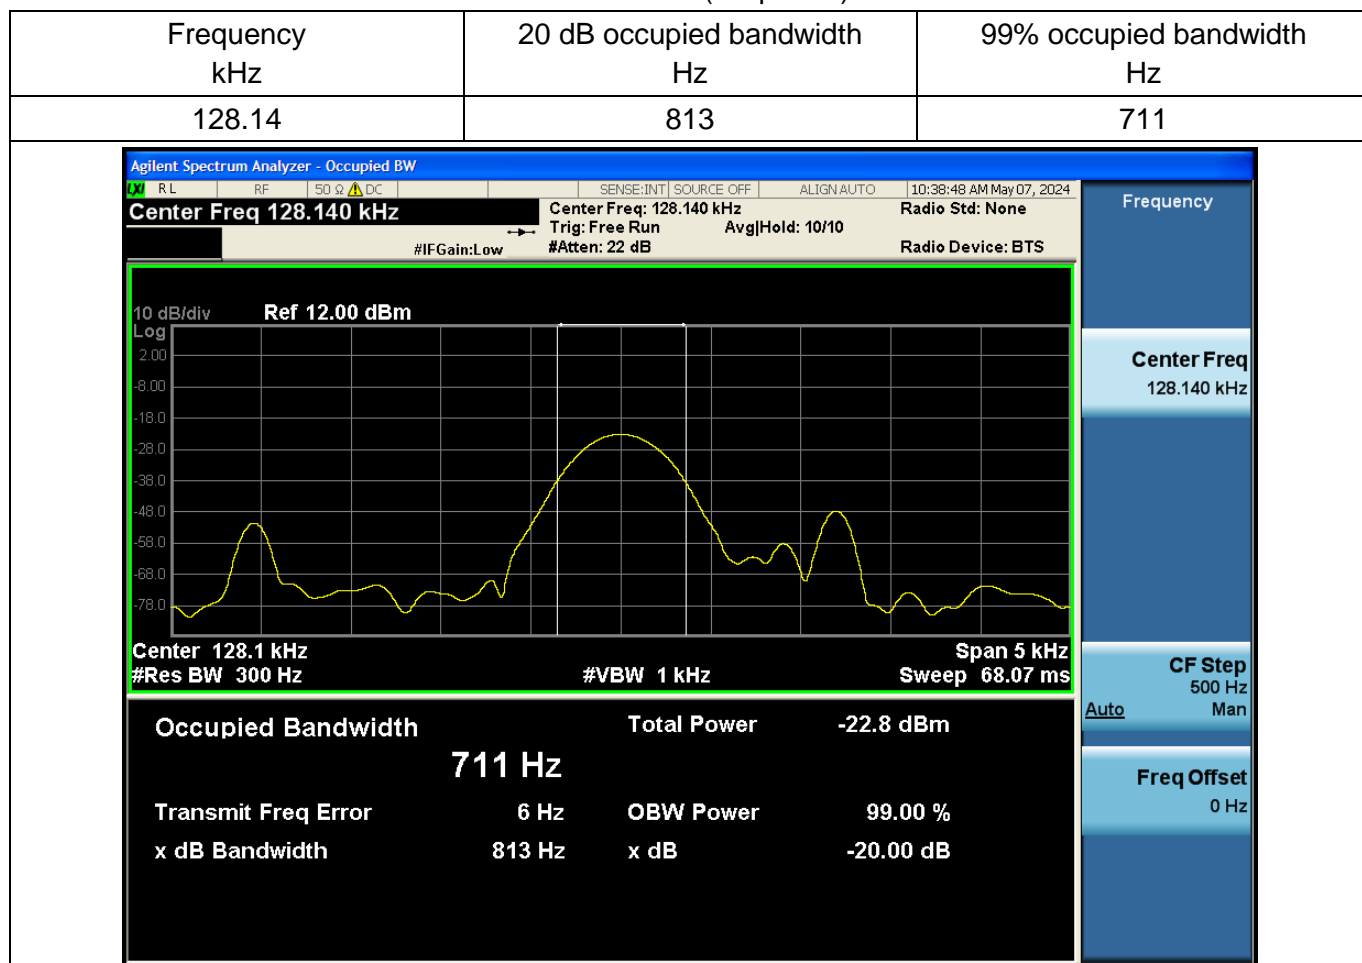 Frequency
kHz
20 dB occupied bandwidth
Hz
99% occupied bandwidth
Hz
128.14
813
711
Agilent Spectrum Analyzer - Occupied BW
LXI RL RF 50 Ω DC SENSE:INT SOURCE OFF ALIGN AUTO 10:38:48 AM May 07, 2024
Center Freq 128.140 kHz
#IFGain:Low
Center Freq: 128.140 kHz
Trig: Free Run Avg|Hold: 10/10
#Atten: 22 dB
Radio Std: None
Radio Device: BTS
10 dB/div Ref 12.00 dBm
Log
2.00
-8.00
-18.0
-28.0
-38.0
-48.0
-58.0
-68.0
-78.0
Center 128.1 kHz Span 5 kHz
#Res BW 300 Hz #VBW 1 kHz Sweep 68.07 ms
Occupied Bandwidth Total Power -22.8 dBm
711 Hz
Transmit Freq Error 6 Hz OBW Power 99.00 %
x dB Bandwidth 813 Hz x dB -20.00 dB
Frequency
Center Freq
128.140 kHz
CF Step
500 Hz
Auto Man
Freq Offset
0 Hz